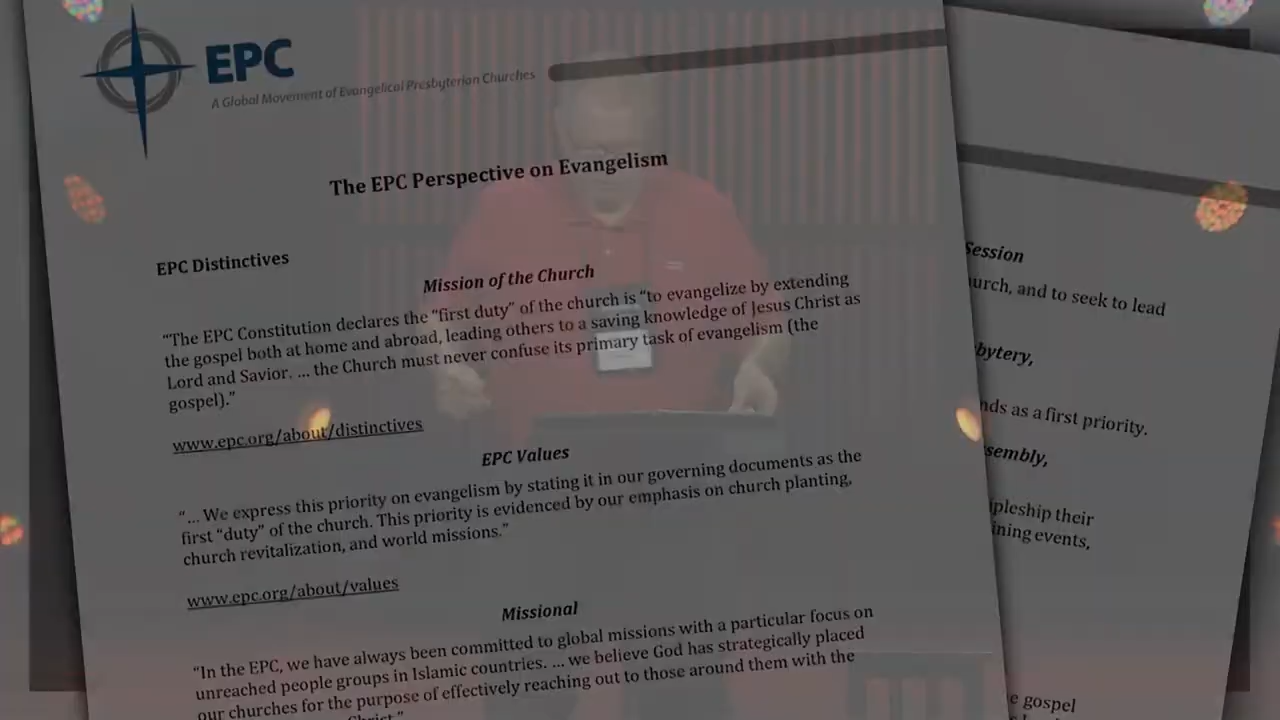 EPC
A Global Movement of Evangelical Presbyterian Churches
The EPC Perspective on Evangelism
EPC Distinctives
Mission of the Church
“The EPC Constitution declares the “first duty” of the church is “to evangelize by extending
the gospel both at home and abroad, leading others to a saving knowledge of Jesus Christ as
Lord and Savior. ... the Church must never confuse its primary task of evangelism (the
gospel).”
www.epc.org/about/distinctives
EPC Values
“... We express this priority on evangelism by stating it in our governing documents as the
first “duty” of the church. This priority is evidenced by our emphasis on church planting,
church revitalization, and world missions.”
www.epc.org/about/values
Missional
“In the EPC, we have always been committed to global missions with a particular focus on
unreached people groups in Islamic countries. ... we believe God has strategically placed
our churches for the purpose of effectively reaching out to those around them with the
Christ.”
Session
urch, and to seek to lead
bytery,
nds as a first priority.
sembly,
ipleship their
ining events,
e gospel